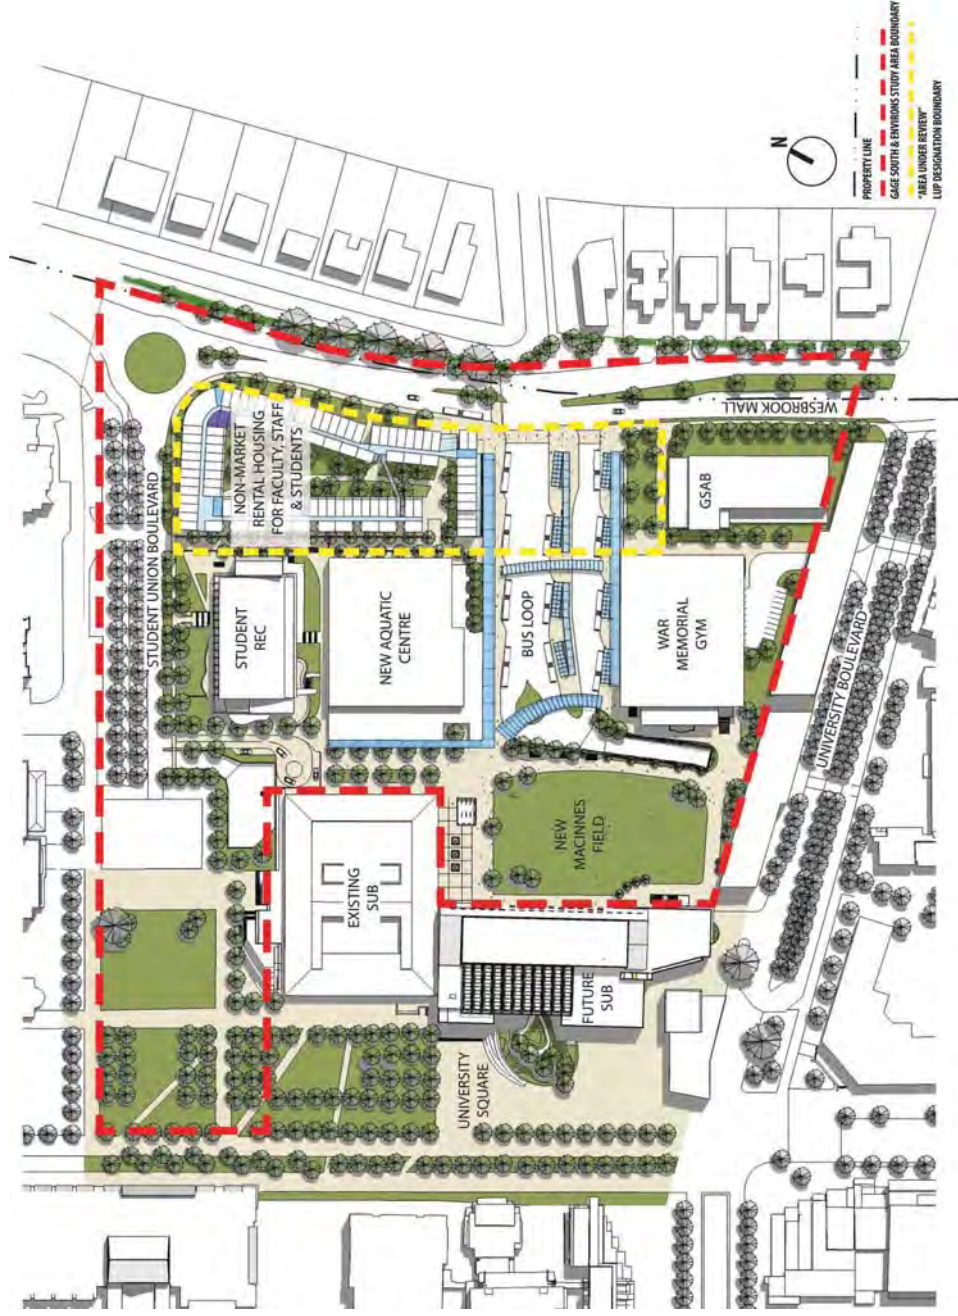 N
PROPERTY LINE
GAGE SOUTH & ENVIRONS STUDY AREA BOUNDARY
"AREA UNDER REVIEW"
LUP DESIGNATION BOUNDARY
STUDENT UNION BOULEVARD
NON-MARKET
RENTAL HOUSING
FOR FACULTY, STAFF
& STUDENTS
WESBROOK MALL
GSAB
STUDENT
REC
NEW AQUATIC
CENTRE
BUS LOOP
WAR
MEMORIAL
GYM
UNIVERSITY BOULEVARD
EXISTING
SUB
NEW
MACINNES
FIELD
FUTURE
SUB
UNIVERSITY
SQUARE